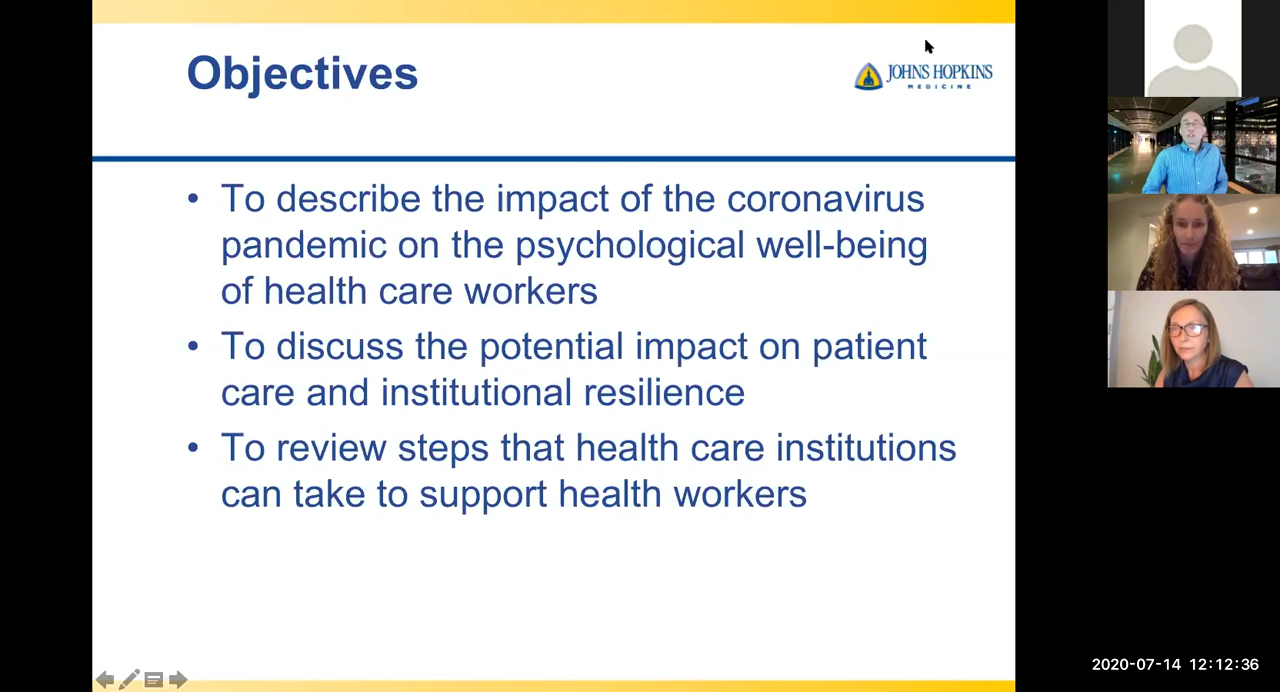 Objectives
JOHNS HOPKINS
MEDICINE
• To describe the impact of the coronavirus
pandemic on the psychological well-being
of health care workers
• To discuss the potential impact on patient
care and institutional resilience
• To review steps that health care institutions
can take to support health workers
2020-07-14 12:12:36